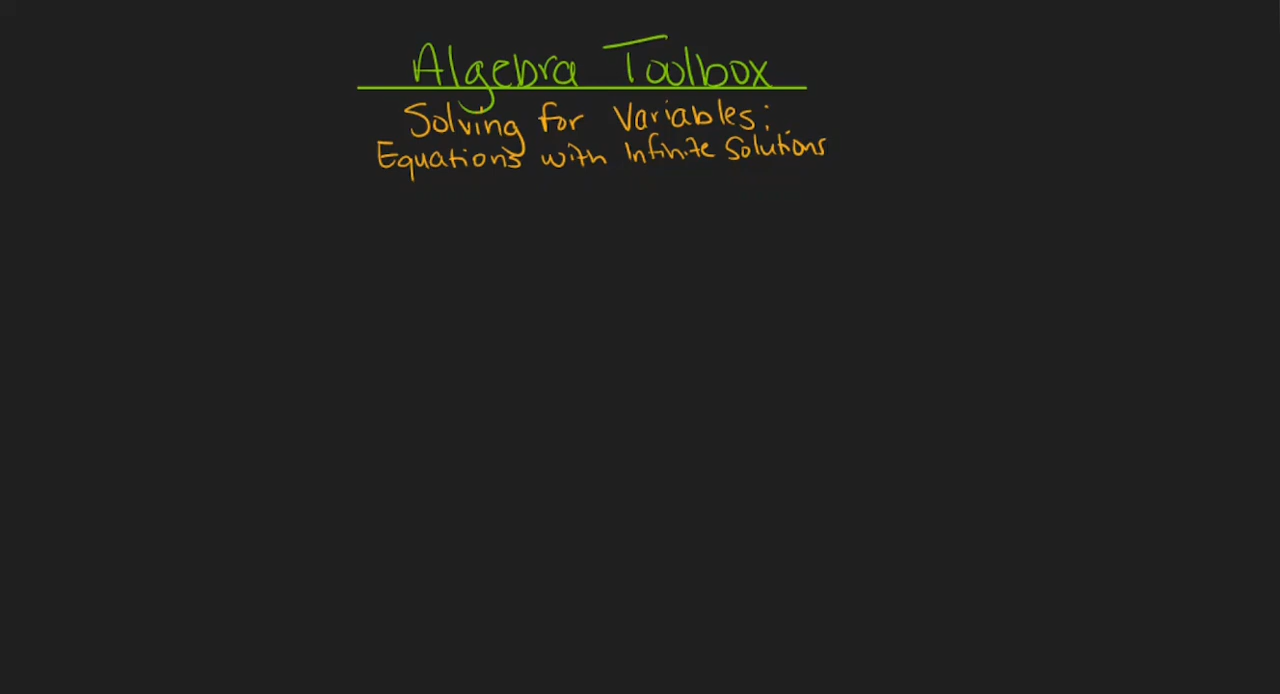 Algebra Toolbox
Solving for Variables:
Equations with Infinite Solutions